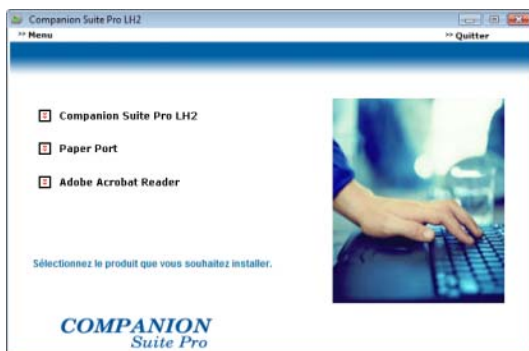 Companion Suite Pro LH2
>> Menu
>> Quitter
Companion Suite Pro LH2
Paper Port
Adobe Acrobat Reader
Sélectionnez le produit que vous souhaitez installer.
COMPANION
Suite Pro